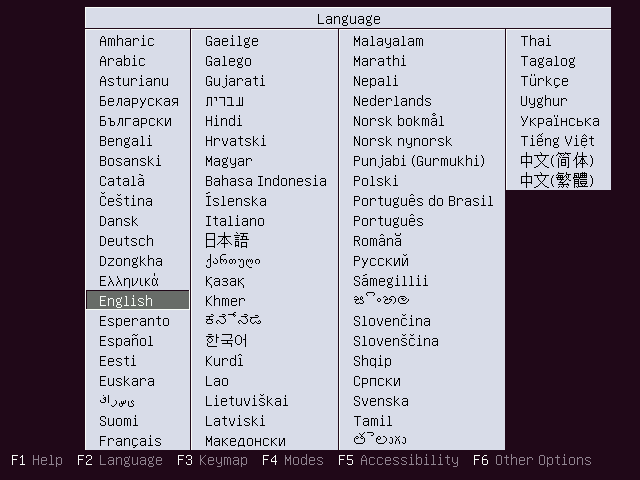 Language
Amharic
Arabic
Asturianu
Беларуская
Български
Bengali
Bosanski
Català
Čeština
Dansk
Deutsch
Dzongkha
Ελληνικά
English
Esperanto
Español
Eesti
Euskara
ﻰﺳﺭﺎﻓ
Suomi
Français
Gaeilge
Galego
Gujarati
עברית
Hindi
Hrvatski
Magyar
Bahasa Indonesia
Íslenska
Italiano
日本語
ქართული
Қазақ
Khmer
ಕನ್ನಡ
한국어
Kurdî
Lao
Lietuviškai
Latviski
Македонски
Malayalam
Marathi
Nepali
Nederlands
Norsk bokmål
Norsk nynorsk
Punjabi (Gurmukhi)
Polski
Português do Brasil
Português
Română
Русский
Sámegillii
සිංහල
Slovenčina
Slovenščina
Shqip
Српски
Svenska
Tamil
తెలుగు
Thai
Tagalog
Türkçe
Uyghur
Українська
Tiếng Việt
中文(简体)
中文(繁體)
F1 Help F2 Language F3 Keymap F4 Modes F5 Accessibility F6 Other Options